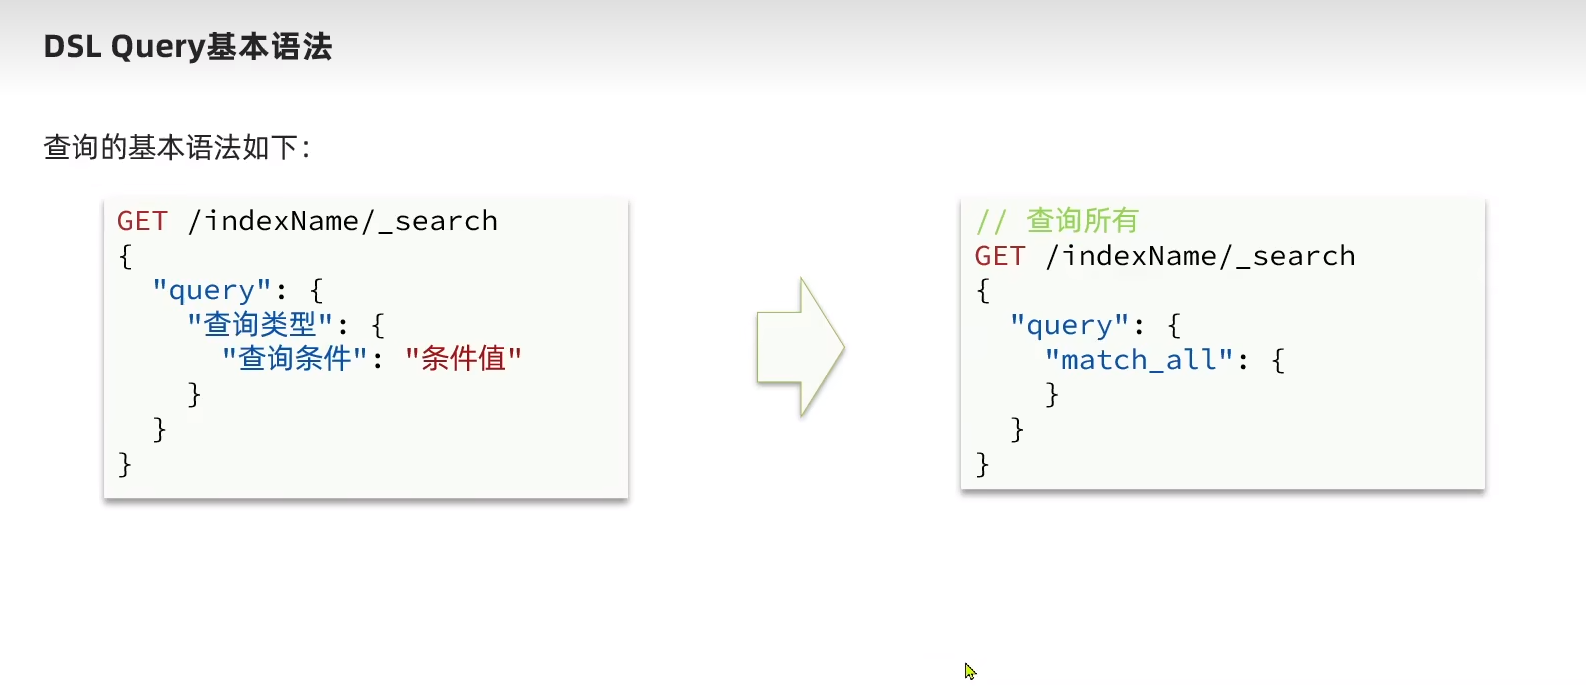 DSL Query基本语法
查询的基本语法如下：
GET /indexName/_search
{
  "query": {
    "查询类型": {
      "查询条件": "条件值"
    }
  }
}
// 查询所有
GET /indexName/_search
{
  "query": {
    "match_all": {
    }
  }
}